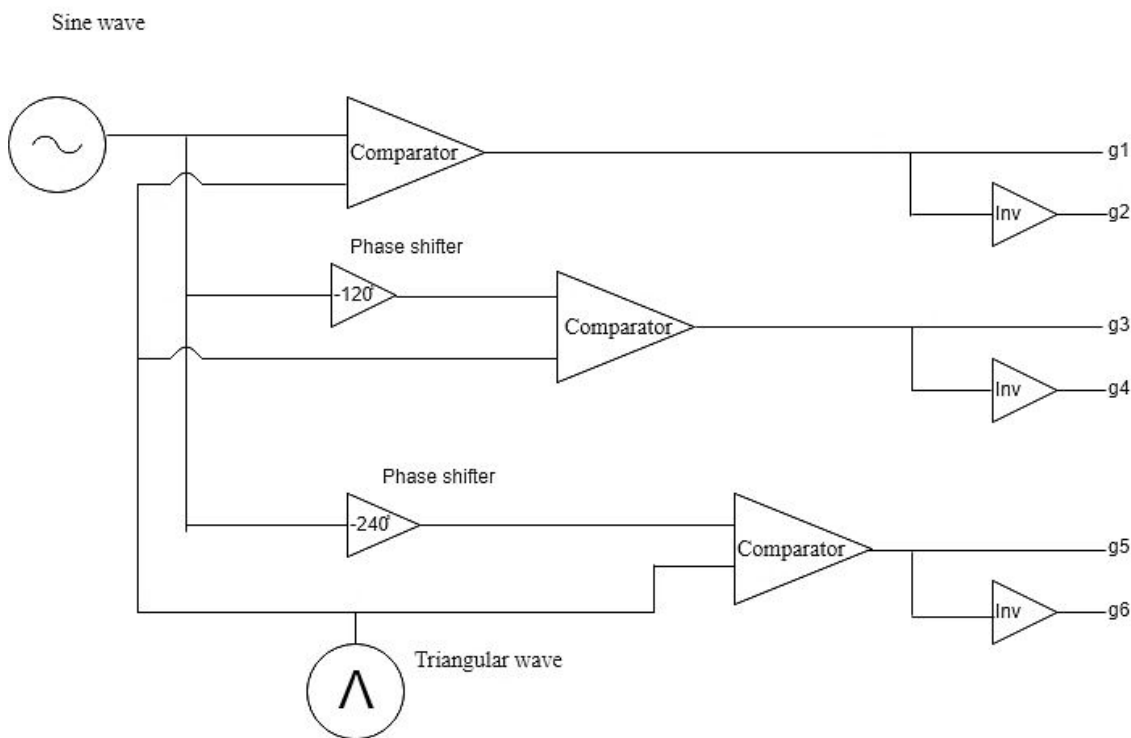 Sine wave
Comparator
g1
Inv
g2
Phase shifter
-120°
Comparator
g3
Inv
g4
Phase shifter
-240°
Comparator
g5
Inv
g6
Triangular wave